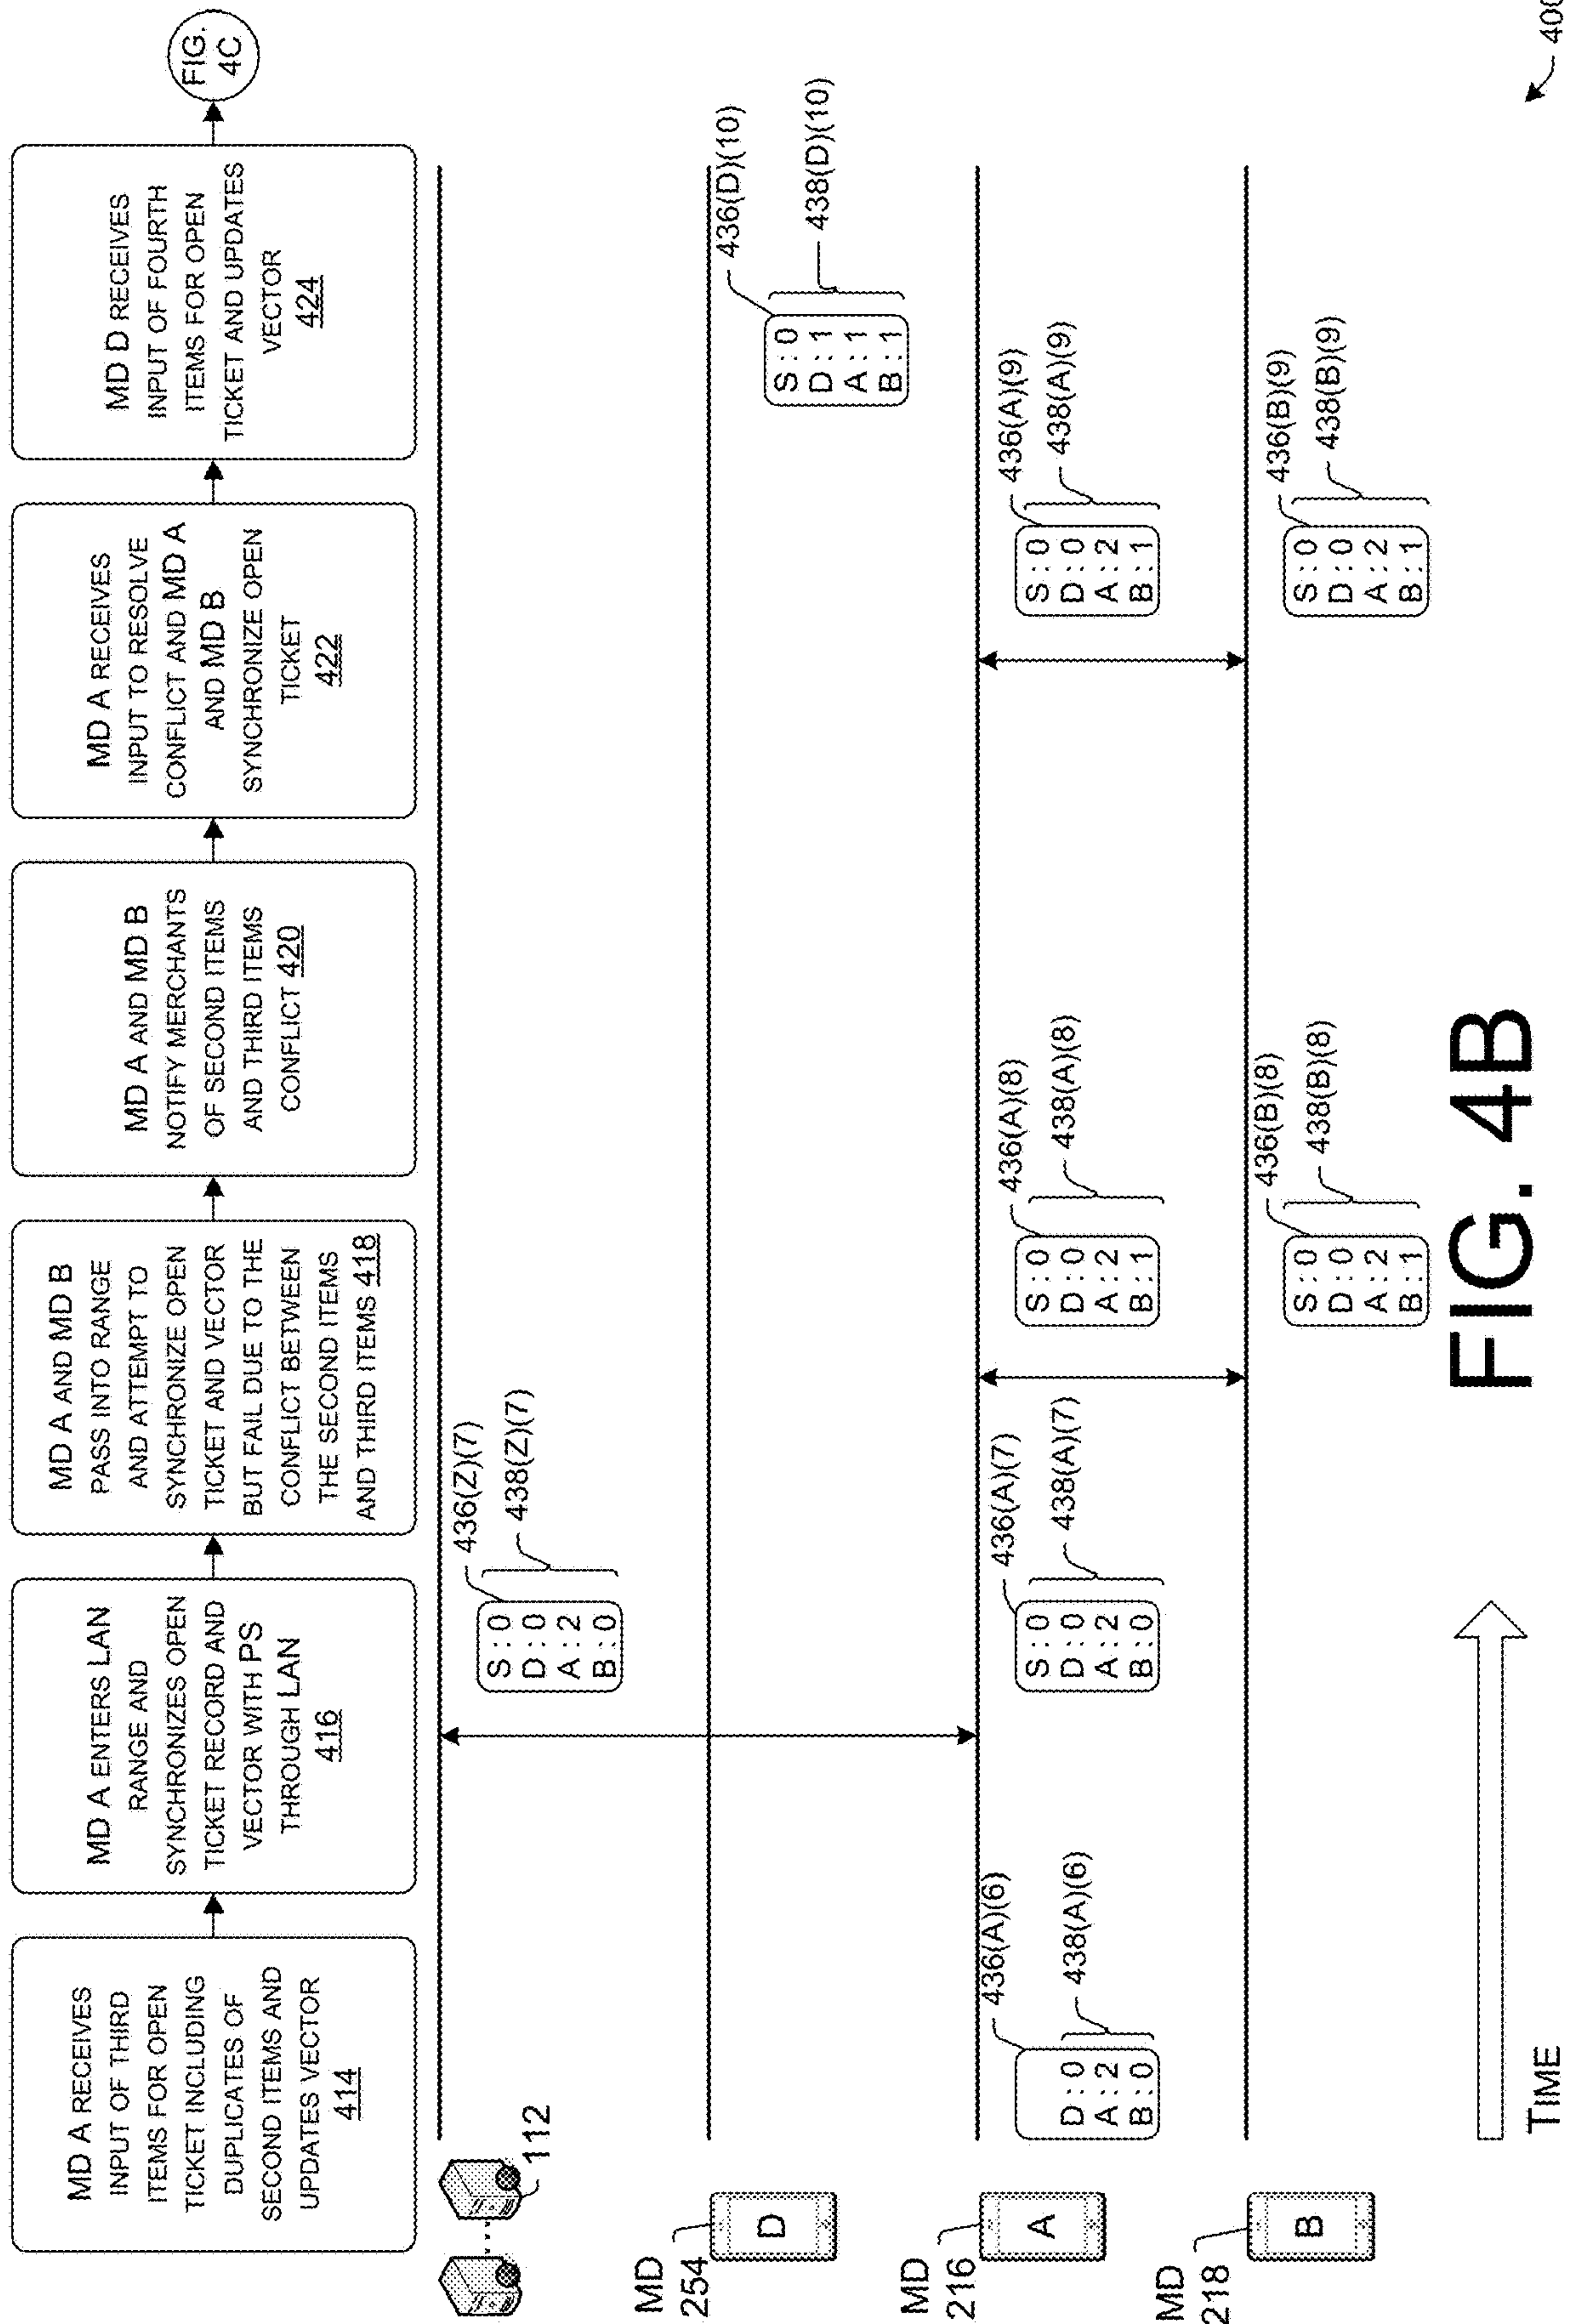 MD A RECEIVES
INPUT OF THIRD
ITEMS FOR OPEN
TICKET INCLUDING
DUPLICATES OF
SECOND ITEMS AND
UPDATES VECTOR
414
MD A ENTERS LAN
RANGE AND
SYNCHRONIZES OPEN
TICKET RECORD AND
VECTOR WITH PS
THROUGH LAN
416
MD A AND MD B
PASS INTO RANGE
AND ATTEMPT TO
SYNCHRONIZE OPEN
TICKET AND VECTOR
BUT FAIL DUE TO THE
CONFLICT BETWEEN
THE SECOND ITEMS
AND THIRD ITEMS 418
MD A AND MD B
NOTIFY MERCHANTS
OF SECOND ITEMS
AND THIRD ITEMS
CONFLICT 420
MD A RECEIVES
INPUT TO RESOLVE
CONFLICT AND MD A
AND MD B
SYNCHRONIZE OPEN
TICKET
422
MD D RECEIVES
INPUT OF FOURTH
ITEMS FOR OPEN
TICKET AND UPDATES
VECTOR
424
FIG.
4C
112
436(Z)(7)
438(Z)(7)
S : 0
D : 0
A : 2
B : 0
MD
254
D
436(D)(10)
438(D)(10)
S : 0
D : 1
A : 1
B : 1
MD
216
A
436(A)(6)
438(A)(6)
D : 0
A : 2
B : 0
436(A)(7)
438(A)(7)
S : 0
D : 0
A : 2
B : 0
436(A)(8)
438(A)(8)
S : 0
D : 0
A : 2
B : 1
436(A)(9)
438(A)(9)
S : 0
D : 0
A : 2
B : 1
MD
218
B
436(B)(8)
438(B)(8)
S : 0
D : 0
A : 2
B : 1
436(B)(9)
438(B)(9)
S : 0
D : 0
A : 2
B : 1
TIME
FIG. 4B